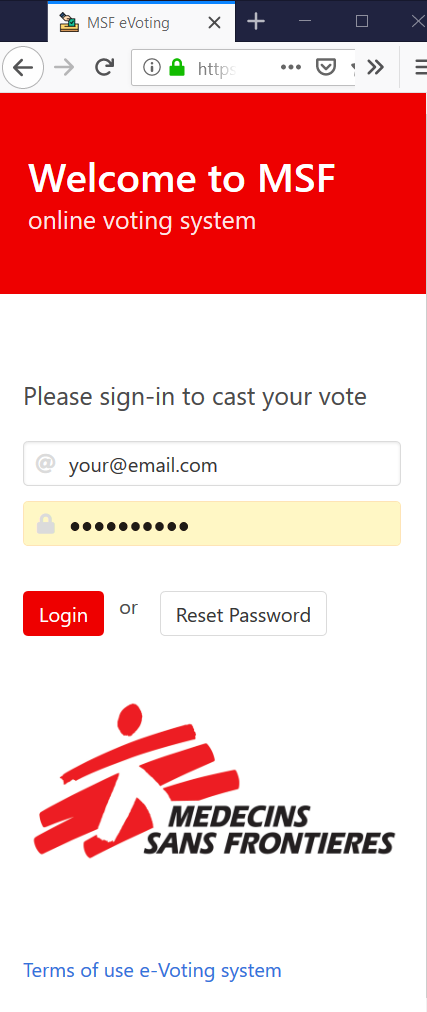 MSF eVoting
https
Welcome to MSF
online voting system
Please sign-in to cast your vote
@ your@email.com
Login or Reset Password
MEDECINS
SANS FRONTIERES
Terms of use e-Voting system